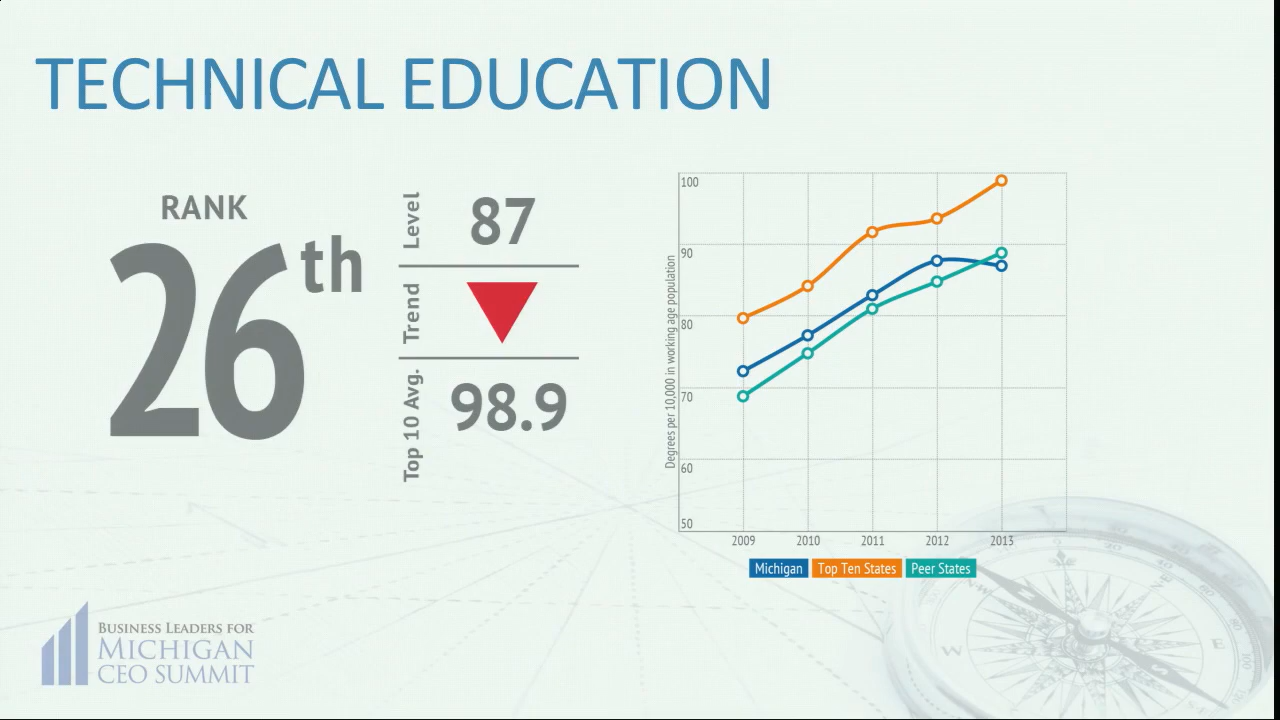 TECHNICAL EDUCATION
RANK
26th
Level
87
Trend
Top 10 Avg.
98.9
Degrees per 10,000 in working age population
100
90
80
70
60
50
2009 2010 2011 2012 2013
Michigan Top Ten States Peer States
BUSINESS LEADERS FOR
MICHIGAN
CEO SUMMIT
W
E
S